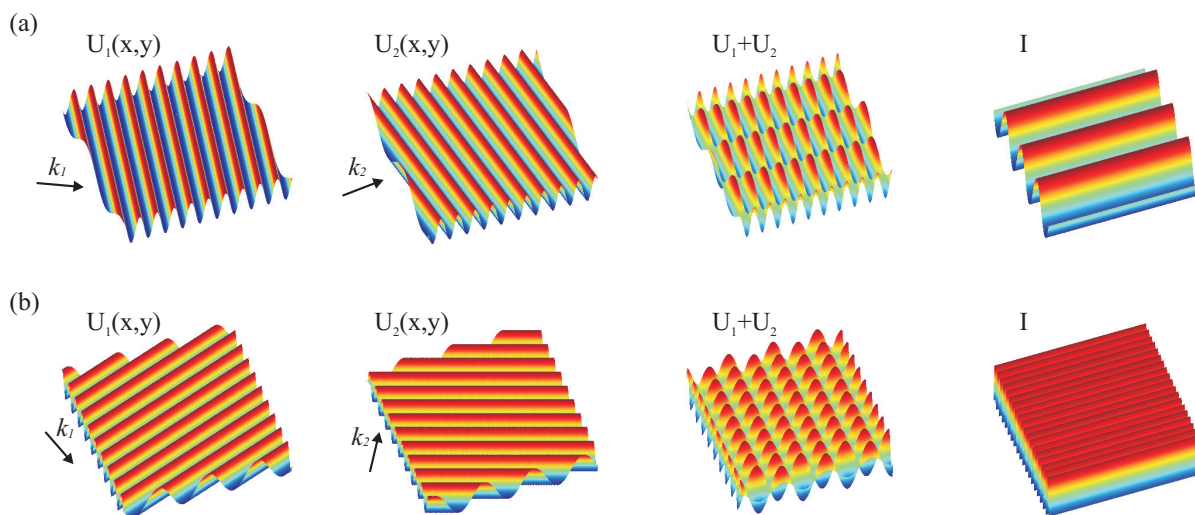 (a)
U₁(x,y) U₂(x,y) U₁+U₂ I
k₁ k₂
(b)
U₁(x,y) U₂(x,y) U₁+U₂ I
k₁ k₂